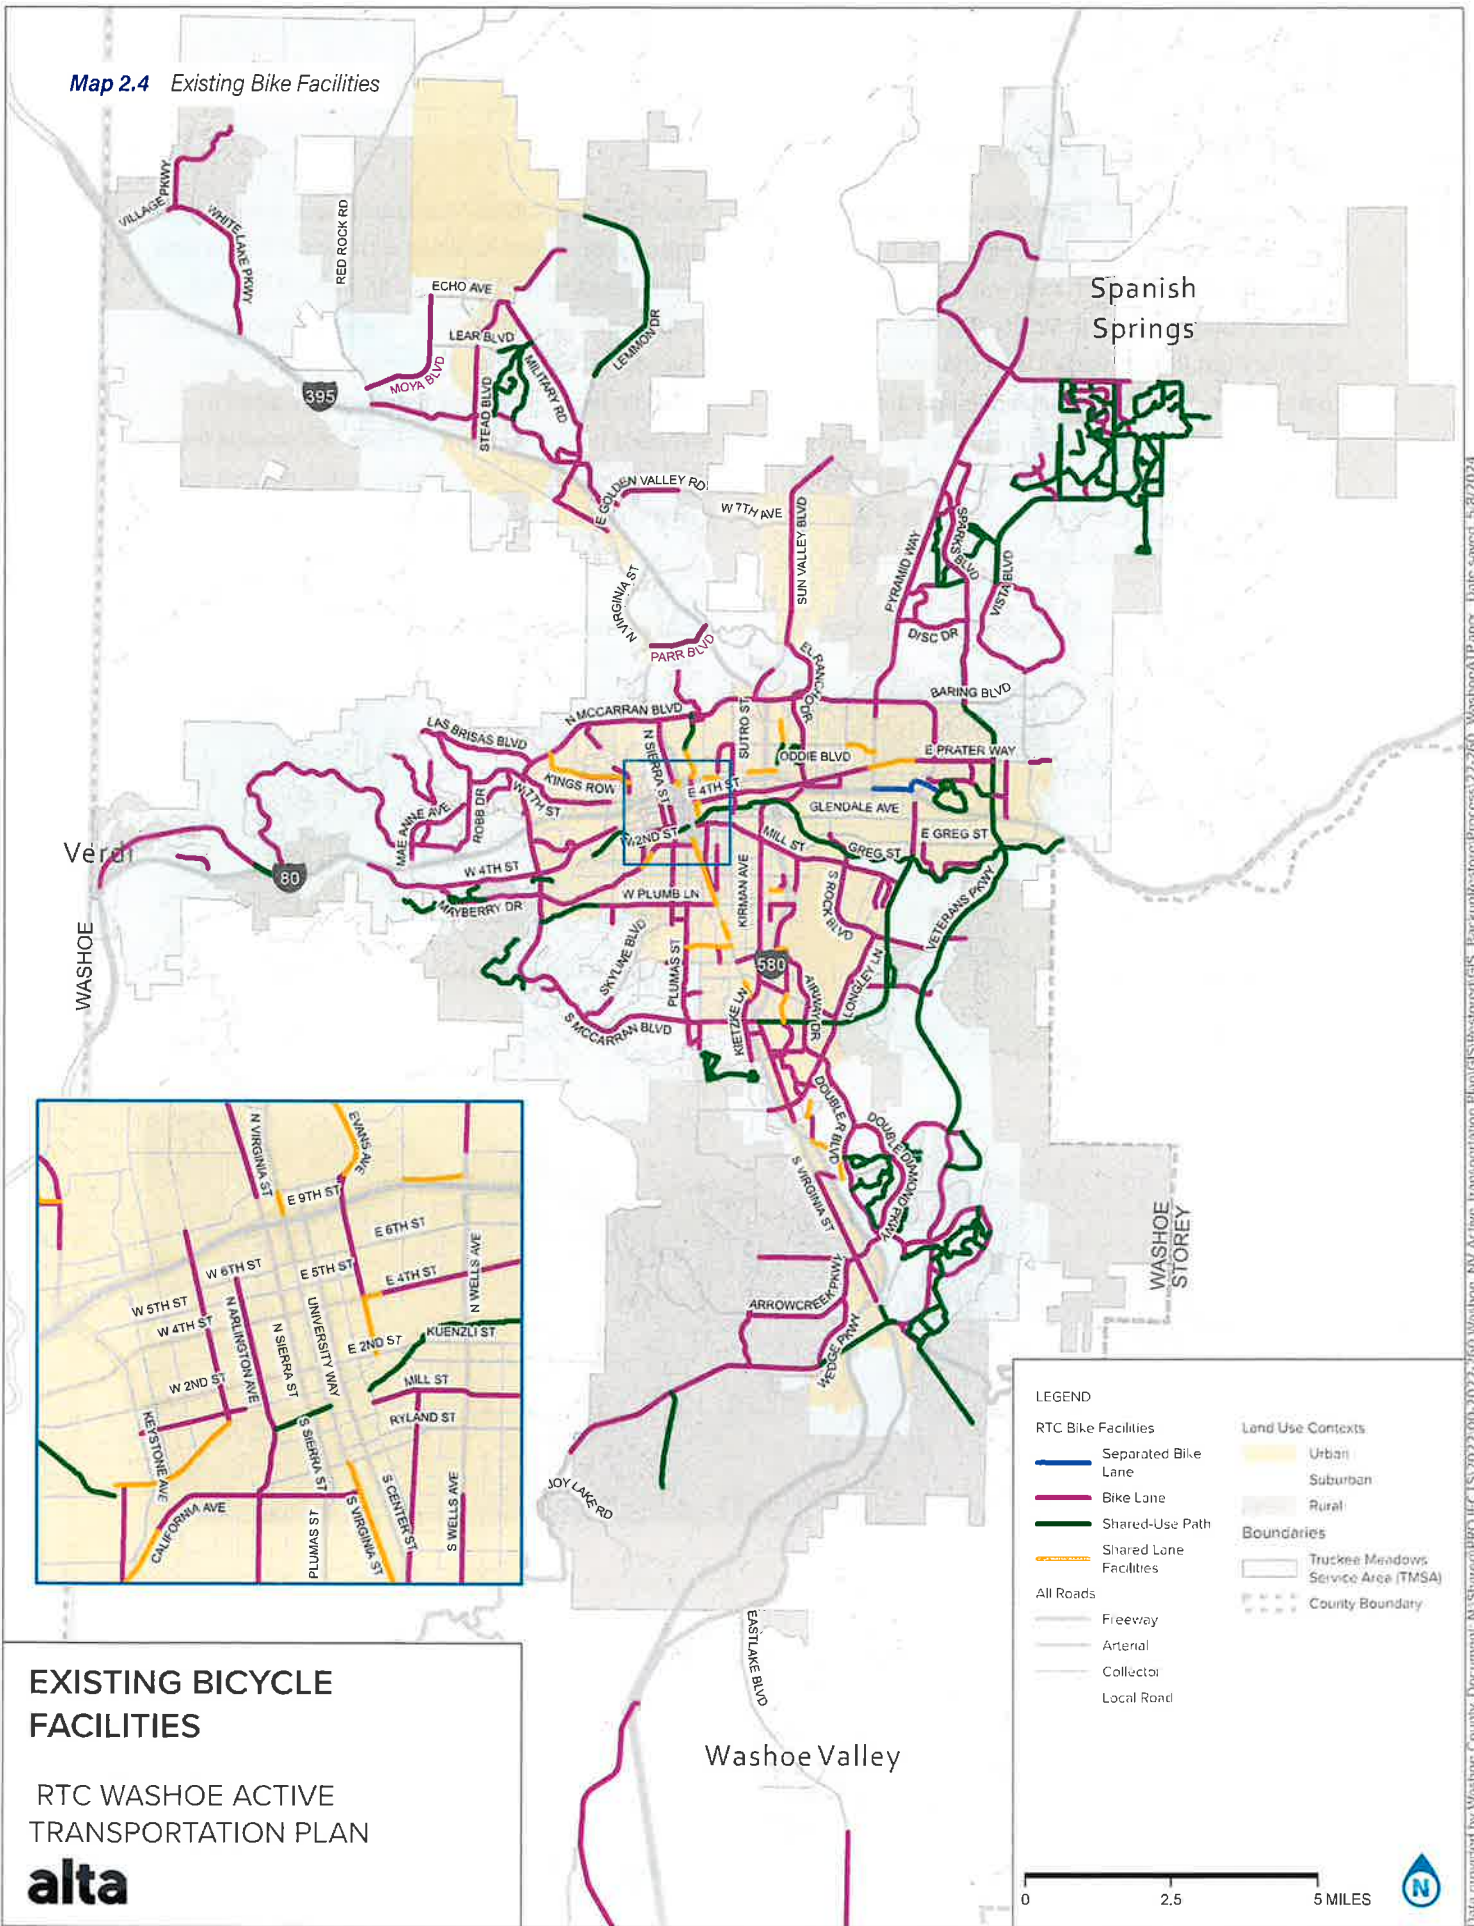 Map 2.4 Existing Bike Facilities
VILLAGE PKWY
WHITE LAKE PKWY
RED ROCK RD
ECHO AVE
LEAR BLVD
MOYA BLVD
STEAD BLVD
MILITARY RD
LEMMON DR
395
Spanish
Springs
E GOLDEN VALLEY RD
W 7TH AVE
SUN VALLEY BLVD
N VIRGINIA ST
PARR BLVD
PYRAMID WAY
SPARKS BLVD
VISTA BLVD
DISC DR
EL RANCHO DR
BARING BLVD
N MCCARRAN BLVD
LAS BRISAS BLVD
SUTRO ST
N SIERRA ST
ODDIE BLVD
E PRATER WAY
KINGS ROW
E 4TH ST
W 7TH ST
GLENDALE AVE
ROBB DR
MAE ANNE AVE
W 2ND ST
MILL ST
GREG ST
E GREG ST
Verdi
80
W 4TH ST
MAYBERRY DR
W PLUMB LN
KIRMAN AVE
S ROCK BLVD
VETERANS PKWY
WASHOE
SKYLINE BLVD
PLUMAS ST
580
LONGLEY LN
AIRWAY DR
KIETZKE LN
S MCCARRAN BLVD
DOUBLE R BLVD
DOUBLE DIAMOND PKWY
S VIRGINIA ST
WASHOE
STOREY
ARROWCREEK PKWY
WEDGE PKWY
JOY LAKE RD
EASTLAKE BLVD
Washoe Valley
N VIRGINIA ST
EVANS AVE
E 9TH ST
E 6TH ST
W 6TH ST
E 5TH ST
E 4TH ST
N WELLS AVE
W 5TH ST
W 4TH ST
N ARLINGTON AVE
N SIERRA ST
UNIVERSITY WAY
E 2ND ST
KUENZLI ST
W 2ND ST
MILL ST
RYLAND ST
KEYSTONE AVE
S SIERRA ST
CALIFORNIA AVE
PLUMAS ST
S VIRGINIA ST
S CENTER ST
S WELLS AVE
LEGEND
RTC Bike Facilities
Separated Bike
Lane
Bike Lane
Shared-Use Path
Shared Lane
Facilities
All Roads
Freeway
Arterial
Collector
Local Road
Land Use Contexts
Urban
Suburban
Rural
Boundaries
Truckee Meadows
Service Area (TMSA)
County Boundary
0 2.5 5 MILES
N
EXISTING BICYCLE
FACILITIES
RTC WASHOE ACTIVE
TRANSPORTATION PLAN
alta